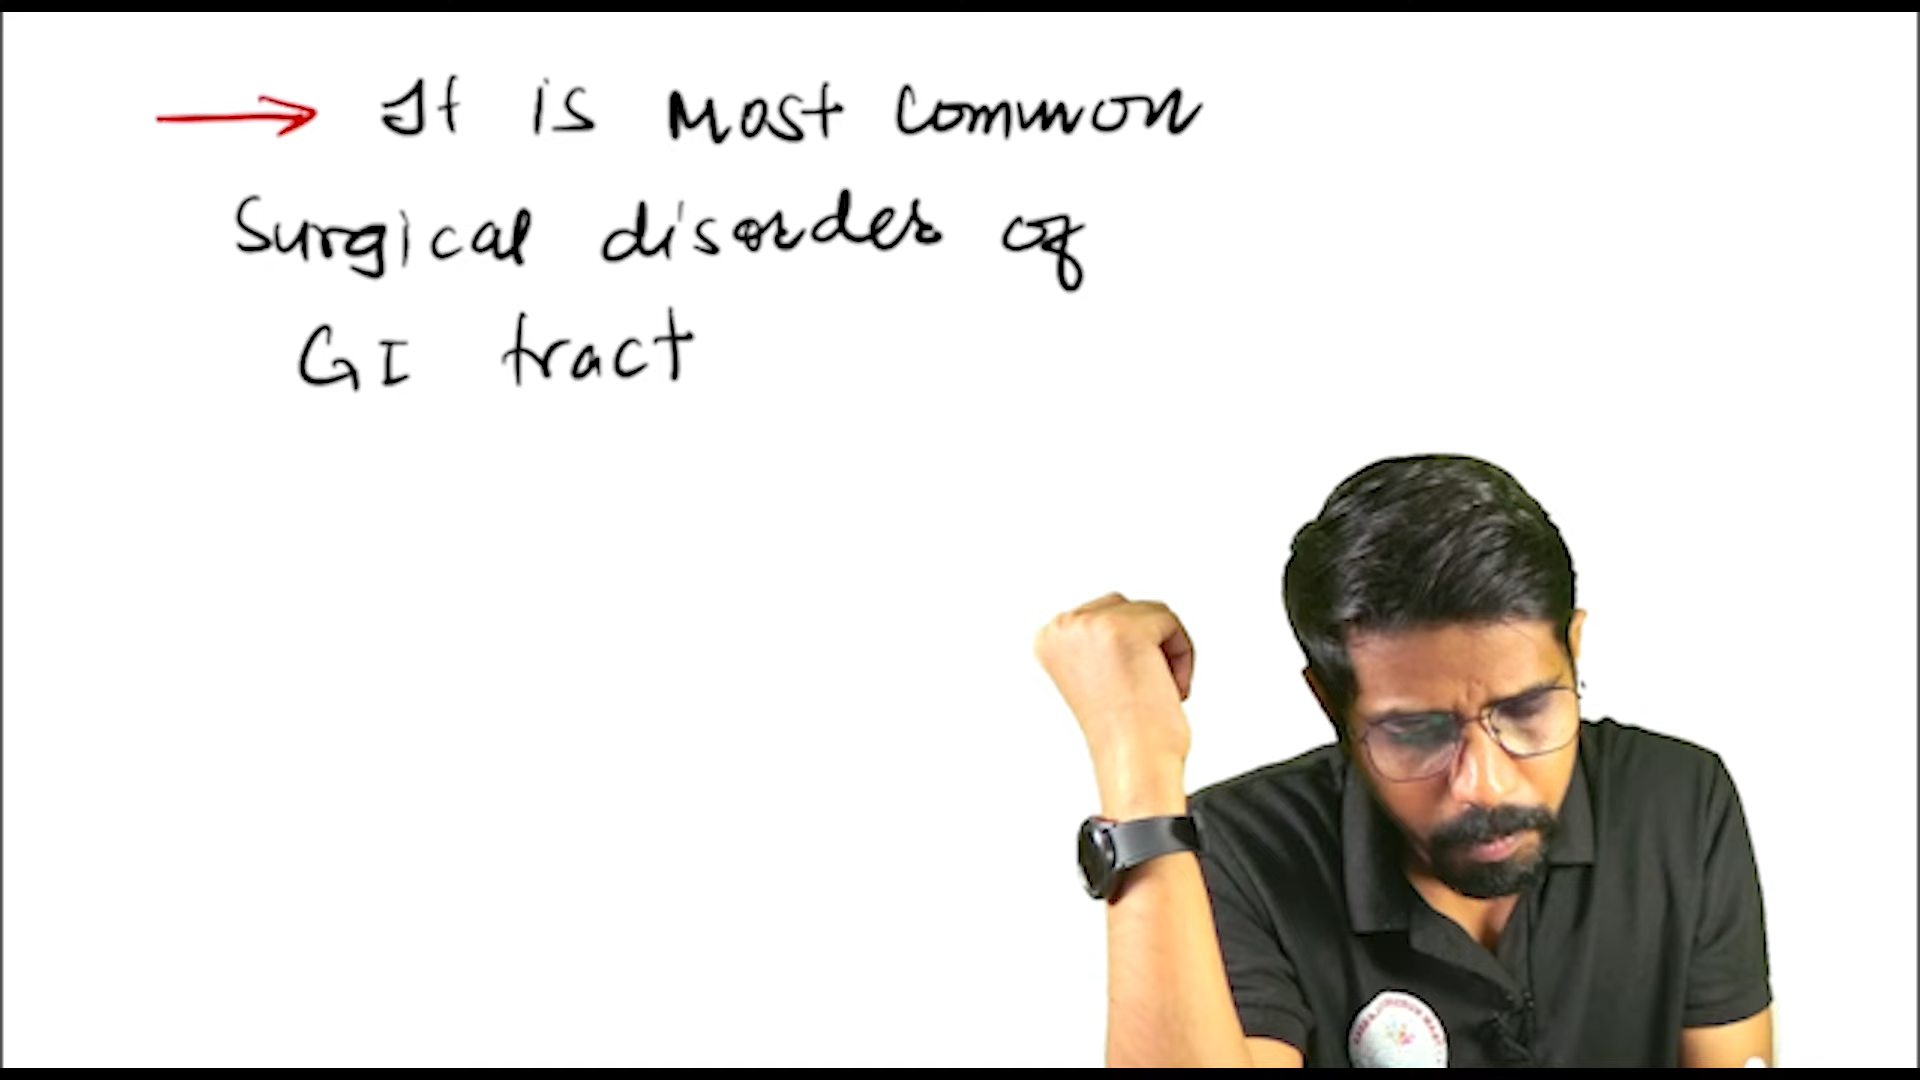 → It is Most Common
Surgical disorder of
GI tract